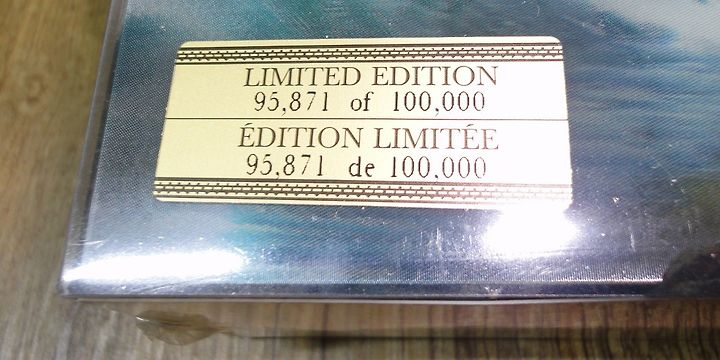 LIMITED EDITION
95,871 of 100,000
ÉDITION LIMITÉE
95,871 de 100,000